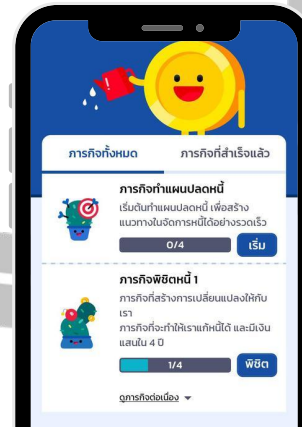 ภารกิจทั้งหมด
ภารกิจที่สำเร็จแล้ว
ภารกิจทำแผนปลดหนี้
เริ่มต้นทำแผนปลดหนี้ เพื่อสร้าง
แนวทางในจัดการหนี้ได้อย่างรวดเร็ว
0/4
เริ่ม
ภารกิจพิชิตหนี้ 1
ภารกิจที่สร้างการเปลี่ยนแปลงให้กับ
เรา
ภารกิจที่จะทำให้เราแก้หนี้ได้ และมีเงิน
แสนใน 4 ปี
1/4
พิชิต
ดูภารกิจต่อเนื่อง